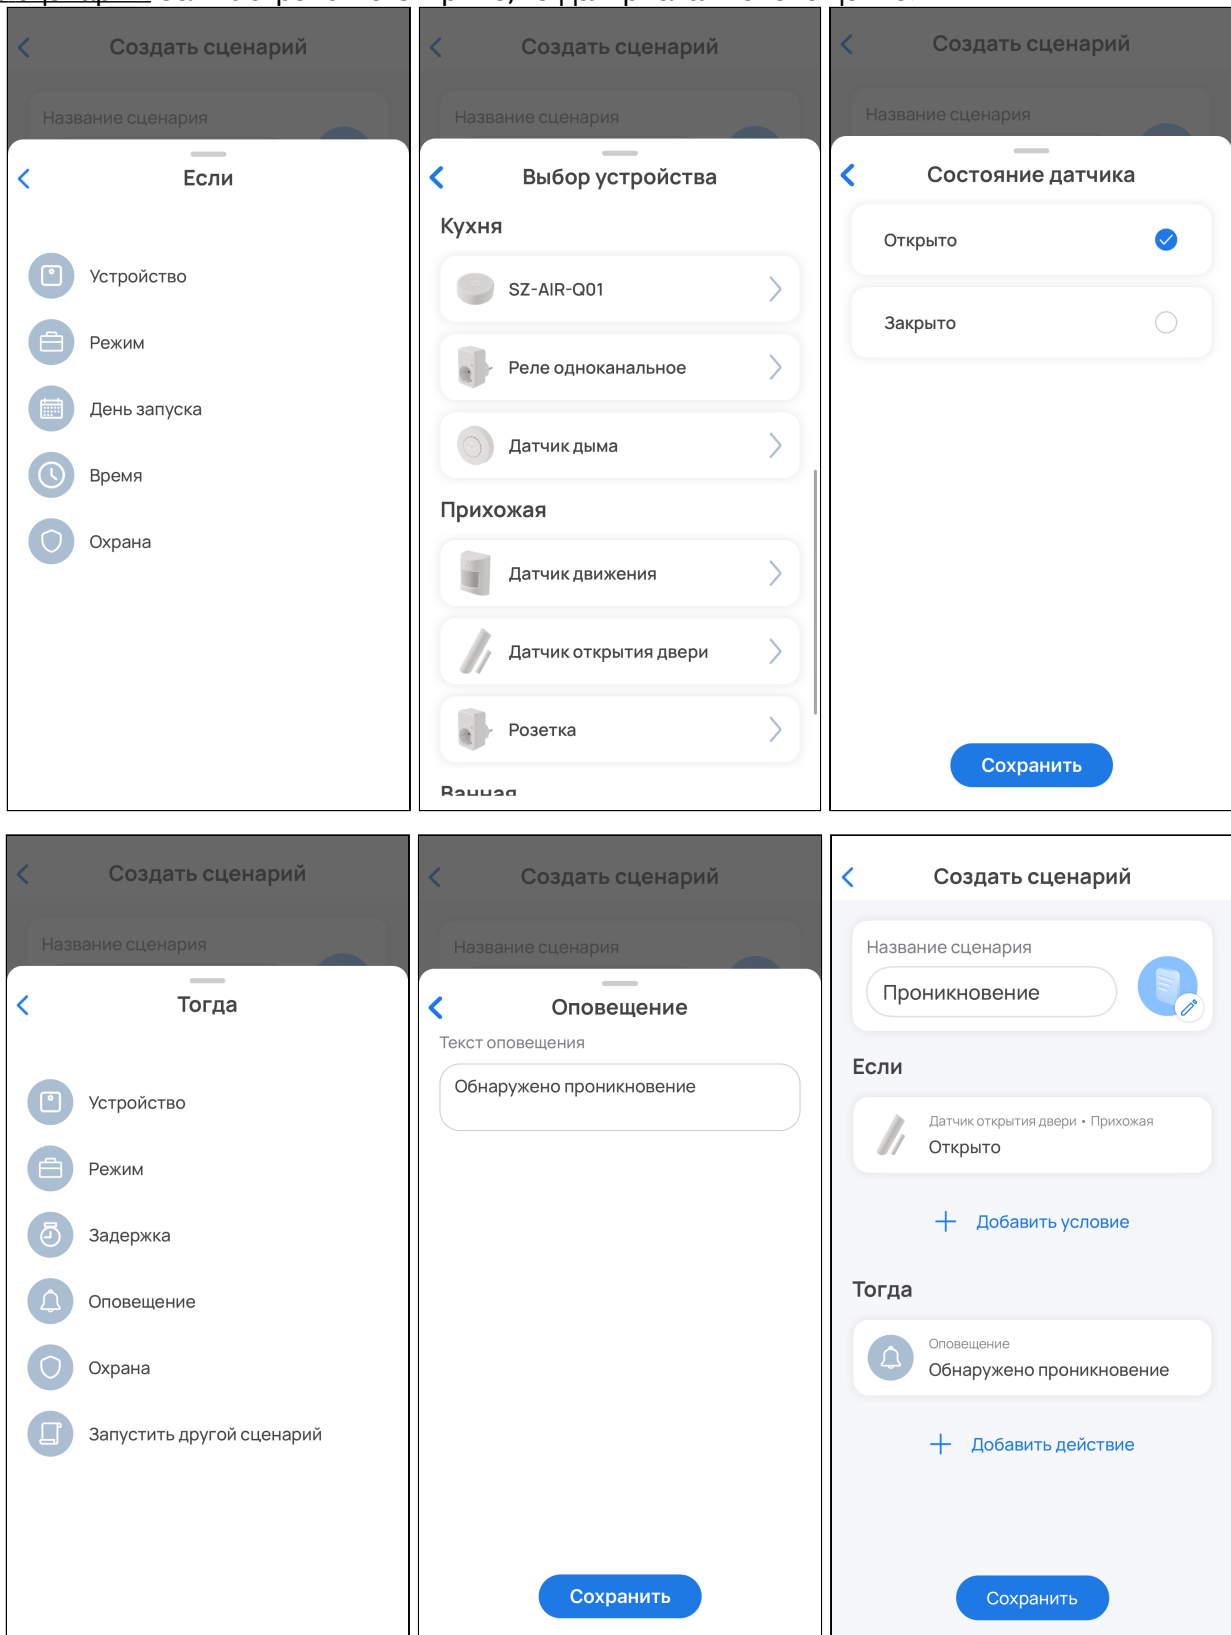 Создать сценарий
Название сценария
Если
Устройство
Режим
День запуска
Время
Охрана
Создать сценарий
Название сценария
Выбор устройства
Кухня
SZ-AIR-Q01
Реле одноканальное
Датчик дыма
Прихожая
Датчик движения
Датчик открытия двери
Розетка
Ванная
Создать сценарий
Название сценария
Состояние датчика
Открыто
Закрыто
Сохранить
Создать сценарий
Название сценария
Тогда
Устройство
Режим
Задержка
Оповещение
Охрана
Запустить другой сценарий
Создать сценарий
Название сценария
Оповещение
Текст оповещения
Обнаружено проникновение
Сохранить
Создать сценарий
Название сценария
Проникновение
Если
Датчик открытия двери • Прихожая
Открыто
Добавить условие
Тогда
Оповещение
Обнаружено проникновение
Добавить действие
Сохранить